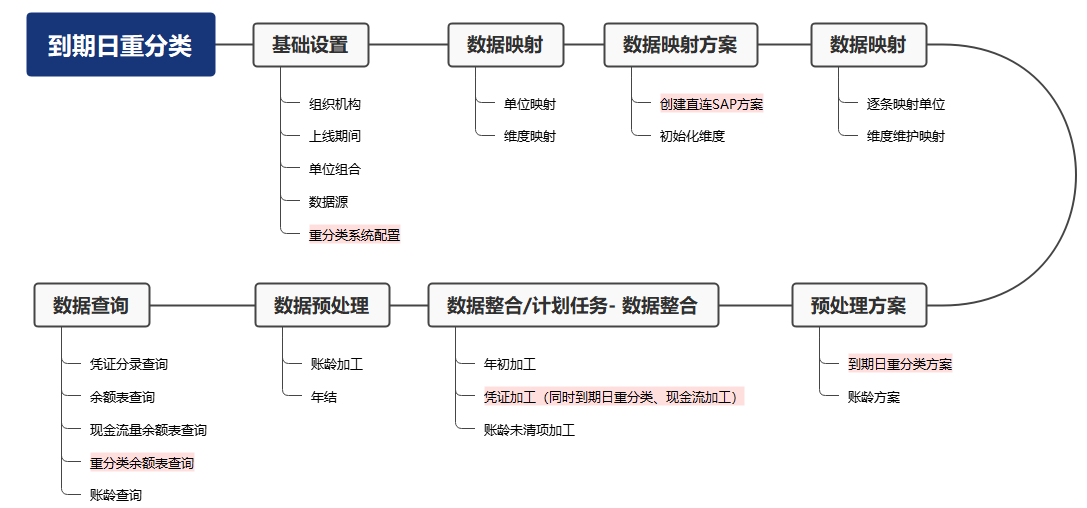 到期日重分类
基础设置
组织机构
上线期间
单位组合
数据源
重分类系统配置
数据映射
单位映射
维度映射
数据映射方案
创建直连SAP方案
初始化维度
数据映射
逐条映射单位
维度维护映射
预处理方案
到期日重分类方案
账龄方案
数据整合/计划任务- 数据整合
年初加工
凭证加工（同时到期日重分类、现金流加工）
账龄未清项加工
数据预处理
账龄加工
年结
数据查询
凭证分录查询
余额表查询
现金流量余额表查询
重分类余额表查询
账龄查询